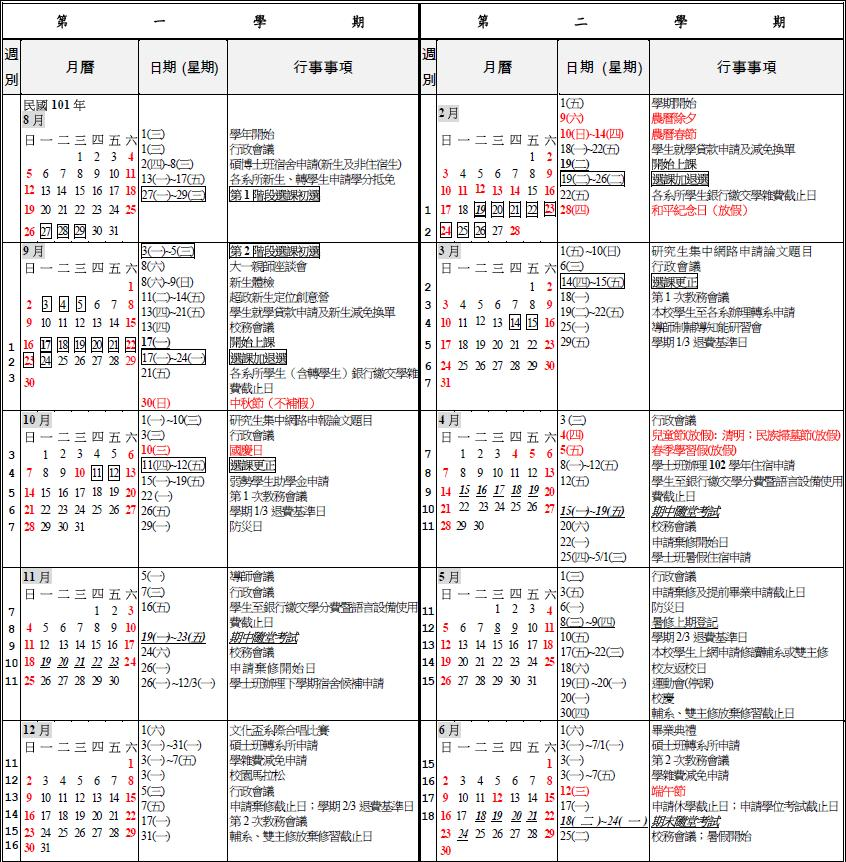 第一學期
週別 月曆 日期 (星期) 行事事項
民國 101 年
8 月
日 一 二 三 四 五 六
1 2 3 4
5 6 7 8 9 10 11
12 13 14 15 16 17 18
19 20 21 22 23 24 25
26 27 28 29 30 31
1(三) 學年開始
1(三) 行政會議
2(四)~8(三) 碩博士班宿舍申請(新生及非住宿生)
13(一)~17(五) 各系所新生、轉學生申請學分抵免
27(一)~29(三) 第 1 階段選課初選
9 月
日 一 二 三 四 五 六
1
2 3 4 5 6 7 8
9 10 11 12 13 14 15
1 16 17 18 19 20 21 22
2 23 24 25 26 27 28 29
3 30
3(一)~5(三) 第 2 階段選課初選
8(六) 大一親師座談會
8(六)~9(日) 新生體檢
11(二)~14(五) 超政新生定位創意營
13(四)~21(五) 學生就學貸款申請及新生減免換單
13(四) 校務會議
17(一) 開始上課
17(一)~24(一) 選課加退選
21(五) 各系所學生（含轉學生）銀行繳交學雜費截止日
30(日) 中秋節（不補假）
10 月
日 一 二 三 四 五 六
3 1 2 3 4 5 6
4 7 8 9 10 11 12 13
5 14 15 16 17 18 19 20
6 21 22 23 24 25 26 27
7 28 29 30 31
1(一)~10(三) 研究生集中網路申報論文題目
3(三) 行政會議
10(三) 國慶日
11(四)~12(五) 選課更正
15(一)~19(五) 弱勢學生助學金申請
22 (一) 第 1 次教務會議
26(五) 學期 1/3 退費基準日
29(一) 防災日
11 月
日 一 二 三 四 五 六
7 1 2 3
8 4 5 6 7 8 9 10
9 11 12 13 14 15 16 17
10 18 19 20 21 22 23 24
11 25 26 27 28 29 30
5(一) 導師會議
7(三) 行政會議
16(五) 學生至銀行繳交學分費暨語言設備使用費截止日
19(一)~23(五) 期中隨堂考試
24(六) 校務會議
26(一) 申請棄修開始日
26(一)~12/3(一) 學士班辦理下學期宿舍候補申請
12 月
日 一 二 三 四 五 六
11 1
12 2 3 4 5 6 7 8
13 9 10 11 12 13 14 15
14 16 17 18 19 20 21 22
15 23 24 25 26 27 28 29
16 30 31
1(六) 文化盃系際合唱比賽
3(一)~31(一) 碩士班轉系所申請
3(一)~7(五) 學雜費減免申請
3(一) 校園馬拉松
5(三) 行政會議
7(五) 申請棄修截止日；學期 2/3 退費基準日
17(一) 第 2 次教務會議
31(一) 輔系、雙主修放棄修習截止日
第二學期
週別 月曆 日期 (星期) 行事事項
2 月
日 一 二 三 四 五 六
1 2
3 4 5 6 7 8 9
10 11 12 13 14 15 16
1 17 18 19 20 21 22 23
2 24 25 26 27 28
1(五) 學期開始
9(六) 農曆除夕
10(日)~14(四) 農曆春節
18(一)~22(五) 學生就學貸款申請及減免換單
19(二) 開始上課
19(二)~26(二) 選課加退選
22(五) 各系所學生銀行繳交學雜費截止日
28(四) 和平紀念日（放假）
3 月
日 一 二 三 四 五 六
2 1 2
3 3 4 5 6 7 8 9
4 10 11 12 13 14 15 16
5 17 18 19 20 21 22 23
6 24 25 26 27 28 29 30
7 31
1(五)~10(日) 研究生集中網路申請論文題目
6(三) 行政會議
14(四)~15(五) 選課更正
18(一) 第 1 次教務會議
19(二)~22(五) 本校學生至各系辦理轉系申請
25(一) 導師制輔導知能研習會
29(五) 學期 1/3 退費基準日
4 月
日 一 二 三 四 五 六
7 1 2 3 4 5 6
8 7 8 9 10 11 12 13
9 14 15 16 17 18 19 20
10 21 22 23 24 25 26 27
11 28 29 30
3 (三) 行政會議
4(四) 兒童節(放假): 清明；民族掃墓節(放假)
5(五) 春季學習假(放假)
8(一)~12(五) 學士班辦理 102 學年住宿申請
12(五) 學生至銀行繳交學分費暨語言設備使用費截止日
15(一)~19(五) 期中隨堂考試
20(六) 校務會議
22(一) 申請棄修開始日
25(四)~5/1(三) 學士班暑假住宿申請
5 月
日 一 二 三 四 五 六
11 1 2 3 4
12 5 6 7 8 9 10 11
13 12 13 14 15 16 17 18
14 19 20 21 22 23 24 25
15 26 27 28 29 30 31
1(三) 行政會議
3(五) 申請棄修及提前畢業申請截止日
6(一) 防災日
8(三)~9(四) 暑修上期登記
10(五) 學期 2/3 退費基準日
17(五)~22(三) 本校學生上網申請修讀輔系或雙主修
18(六) 校友返校日
19(日)~20(一) 運動會(停課)
20(一) 校慶
30(四) 輔系、雙主修放棄修習截止日
6 月
日 一 二 三 四 五 六
15 1
16 2 3 4 5 6 7 8
17 9 10 11 12 13 14 15
18 16 17 18 19 20 21 22
23 24 25 26 27 28 29
30
1(六) 畢業典禮
3(一)~7/1(一) 碩士班轉系所申請
3(一) 第 2 次教務會議
3(一)~7(五) 學雜費減免申請
12(三) 端午節
17(一) 申請休學截止日；申請學位考試截止日
18( 二 )~24( 一 ) 期末隨堂考試
25(二) 校務會議；暑假開始